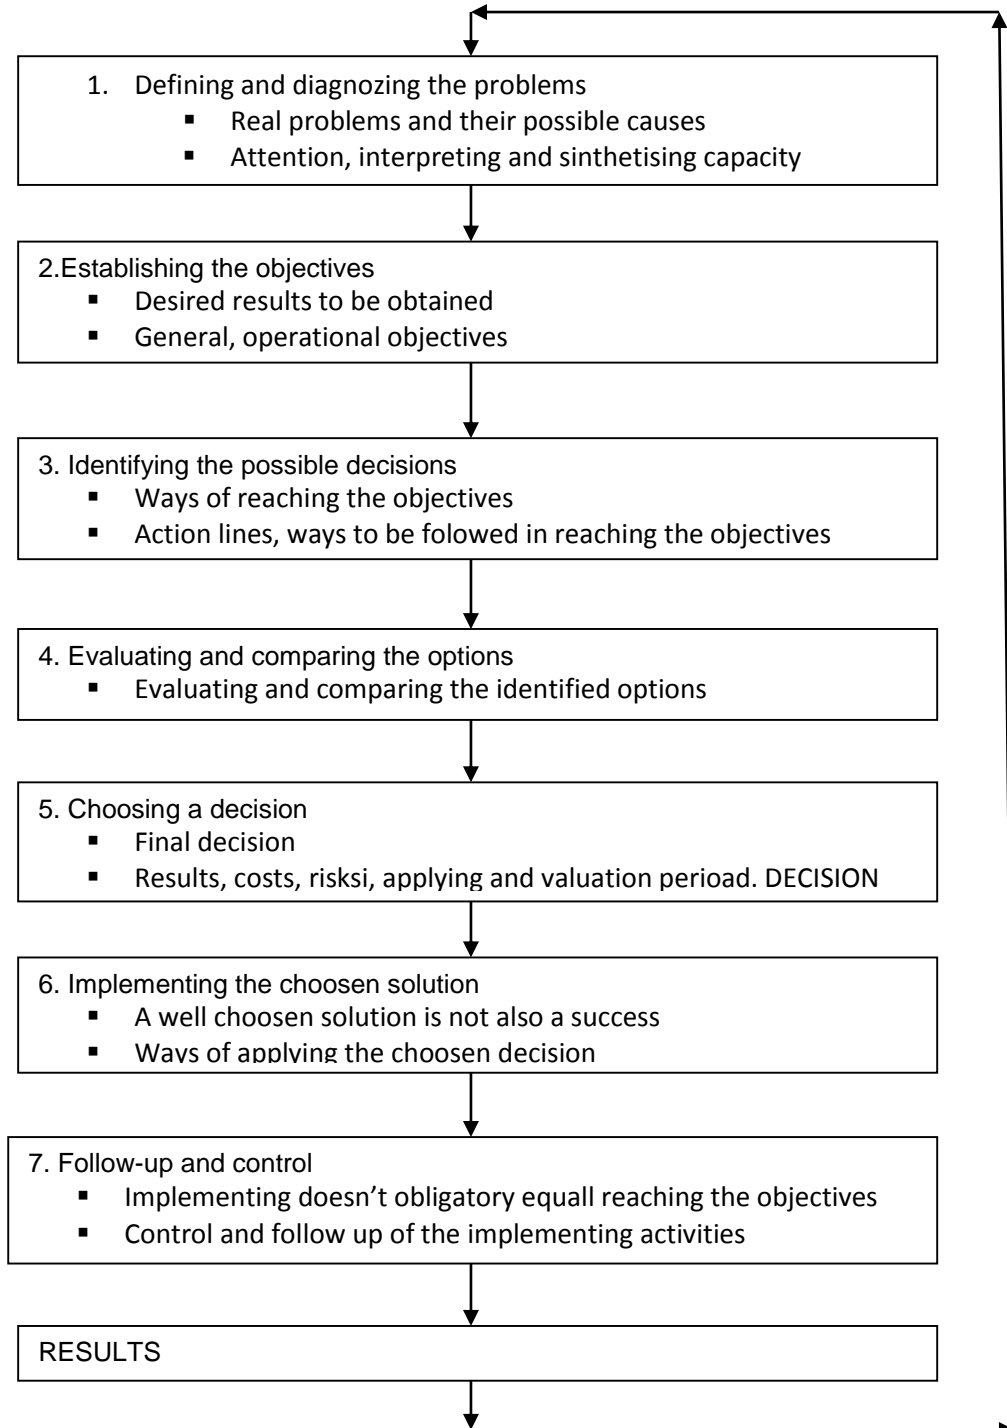 1. Defining and diagnozing the problems
▪ Real problems and their possible causes
▪ Attention, interpreting and sinthetising capacity
2.Establishing the objectives
▪ Desired results to be obtained
▪ General, operational objectives
3. Identifying the possible decisions
▪ Ways of reaching the objectives
▪ Action lines, ways to be folowed in reaching the objectives
4. Evaluating and comparing the options
▪ Evaluating and comparing the identified options
5. Choosing a decision
▪ Final decision
▪ Results, costs, risksi, applying and valuation perioad. DECISION
6. Implementing the choosen solution
▪ A well choosen solution is not also a success
▪ Ways of applying the choosen decision
7. Follow-up and control
▪ Implementing doesn’t obligatory equall reaching the objectives
▪ Control and follow up of the implementing activities
RESULTS